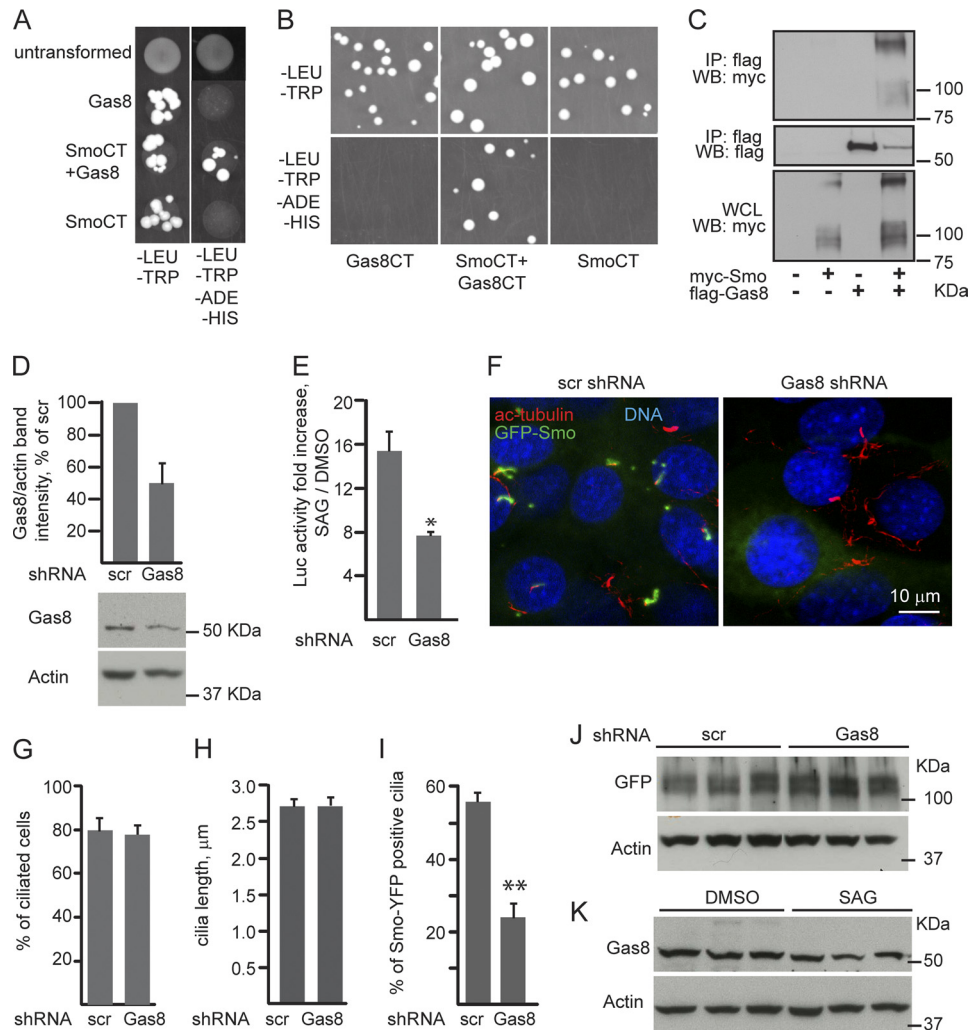 A
untransformed
Gas8
SmoCT
+Gas8
SmoCT
-LEU
-TRP
-LEU
-TRP
-ADE
-HIS
B
-LEU
-TRP
-LEU
-TRP
-ADE
-HIS
Gas8CT
SmoCT+
Gas8CT
SmoCT
C
IP: flag
WB: myc
100
75
IP: flag
WB: flag
50
WCL
WB: myc
100
75
myc-Smo - + - +
flag-Gas8 - - + +
KDa
D
Gas8/actin band
intensity, % of scr
100
80
60
40
20
shRNA scr Gas8
Gas8
50 KDa
Actin
37 KDa
E
Luc activity fold increase,
SAG / DMSO
20
16
12
8
4
*
shRNA scr Gas8
F
scr shRNA
Gas8 shRNA
ac-tubulin
DNA
GFP-Smo
10 μm
G
% of ciliated cells
100
80
60
40
20
shRNA scr Gas8
H
cilia length, μm
3.0
2.5
2.0
1.5
1.0
0.5
shRNA scr Gas8
I
% of Smo-YFP positive cilia
60
40
20
**
shRNA scr Gas8
J
shRNA scr Gas8
GFP
KDa
100
Actin
37
K
DMSO SAG
KDa
Gas8
50
Actin
37